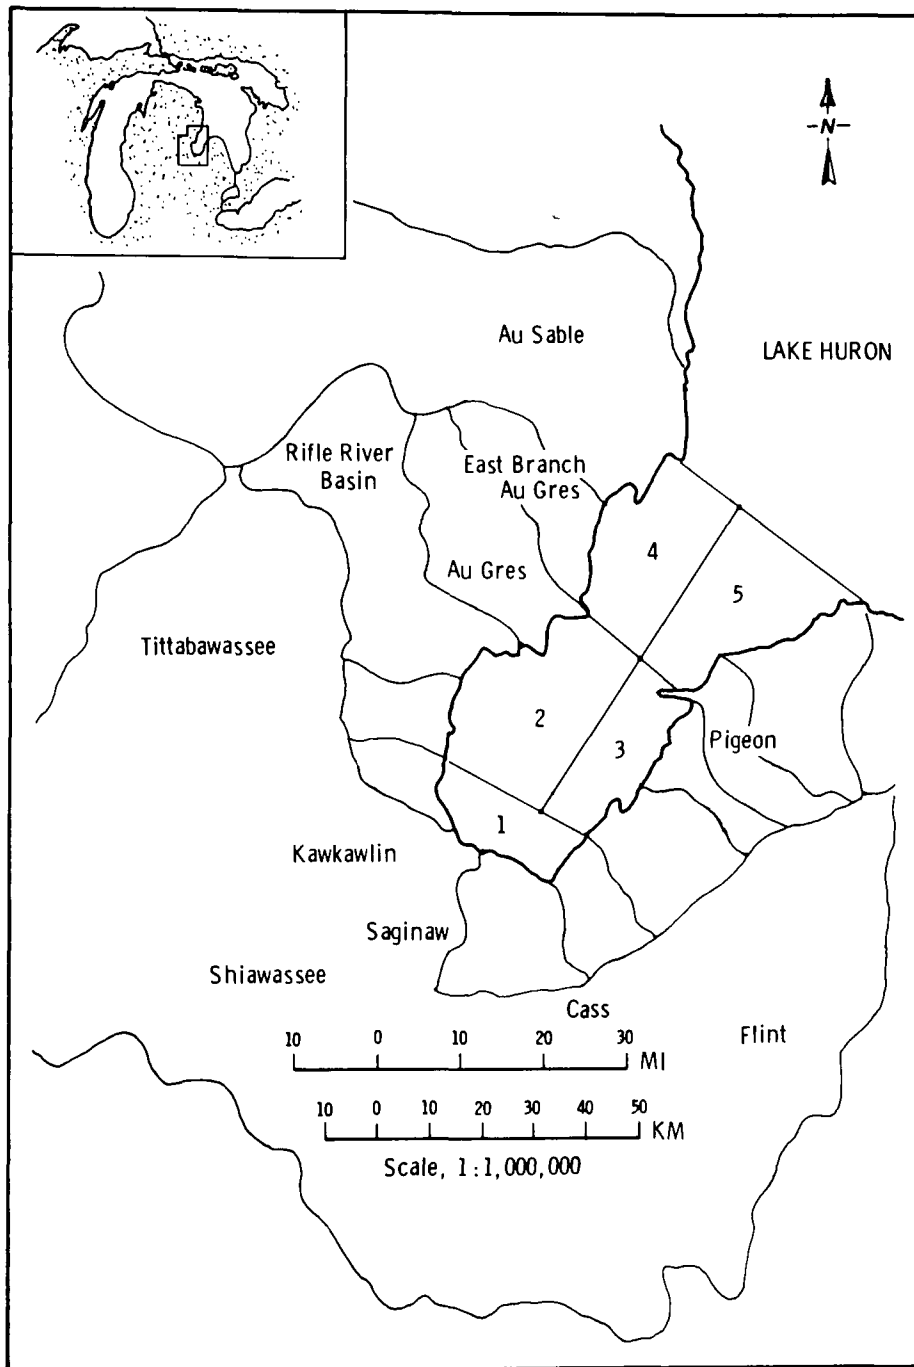 N
LAKE HURON
Au Sable
Rifle River
Basin
East Branch
Au Gres
Au Gres
4
5
Tittabawassee
2
3
Pigeon
1
Kawkawlin
Saginaw
Shiawassee
Cass
Flint
10 0 10 20 30
MI
10 0 10 20 30 40 50
KM
Scale, 1:1,000,000